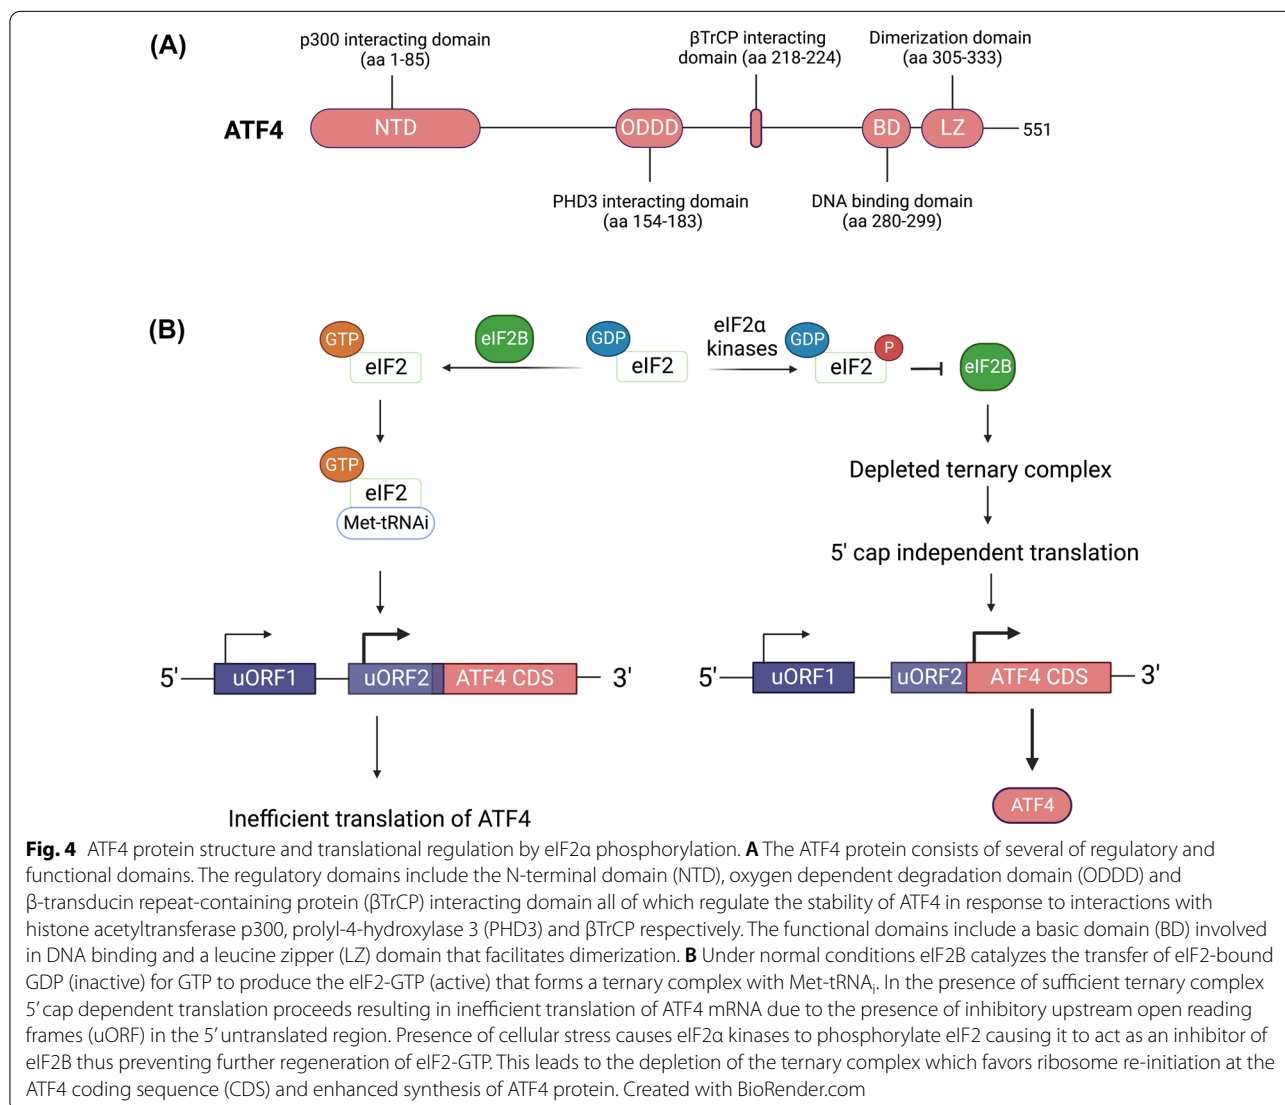 (A)
p300 interacting domain
(aa 1-85)
βTrCP interacting
domain (aa 218-224)
Dimerization domain
(aa 305-333)
ATF4
NTD
ODDD
BD
LZ
551
PHD3 interacting domain
(aa 154-183)
DNA binding domain
(aa 280-299)
(B)
GTP
eIF2
eIF2B
GDP
eIF2
eIF2α
kinases
GDP
eIF2
P
eIF2B
GTP
eIF2
Met-tRNAi
Depleted ternary complex
5' cap independent translation
5'
uORF1
uORF2
ATF4 CDS
3'
5'
uORF1
uORF2
ATF4 CDS
3'
Inefficient translation of ATF4
ATF4
Fig. 4 ATF4 protein structure and translational regulation by eIF2α phosphorylation. A The ATF4 protein consists of several of regulatory and
functional domains. The regulatory domains include the N-terminal domain (NTD), oxygen dependent degradation domain (ODDD) and
β-transducin repeat-containing protein (βTrCP) interacting domain all of which regulate the stability of ATF4 in response to interactions with
histone acetyltransferase p300, prolyl-4-hydroxylase 3 (PHD3) and βTrCP respectively. The functional domains include a basic domain (BD) involved
in DNA binding and a leucine zipper (LZ) domain that facilitates dimerization. B Under normal conditions eIF2B catalyzes the transfer of eIF2-bound
GDP (inactive) for GTP to produce the eIF2-GTP (active) that forms a ternary complex with Met-tRNAi. In the presence of sufficient ternary complex
5' cap dependent translation proceeds resulting in inefficient translation of ATF4 mRNA due to the presence of inhibitory upstream open reading
frames (uORF) in the 5' untranslated region. Presence of cellular stress causes eIF2α kinases to phosphorylate eIF2 causing it to act as an inhibitor of
eIF2B thus preventing further regeneration of eIF2-GTP. This leads to the depletion of the ternary complex which favors ribosome re-initiation at the
ATF4 coding sequence (CDS) and enhanced synthesis of ATF4 protein. Created with BioRender.com